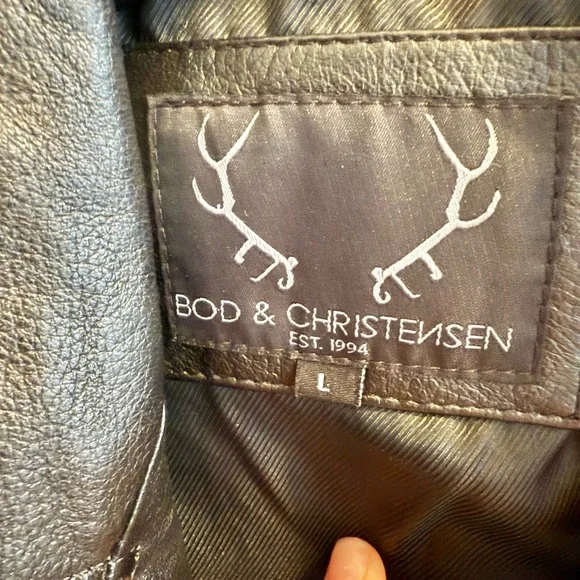 BOD & CHRISTENSEN
EST. 1994
L